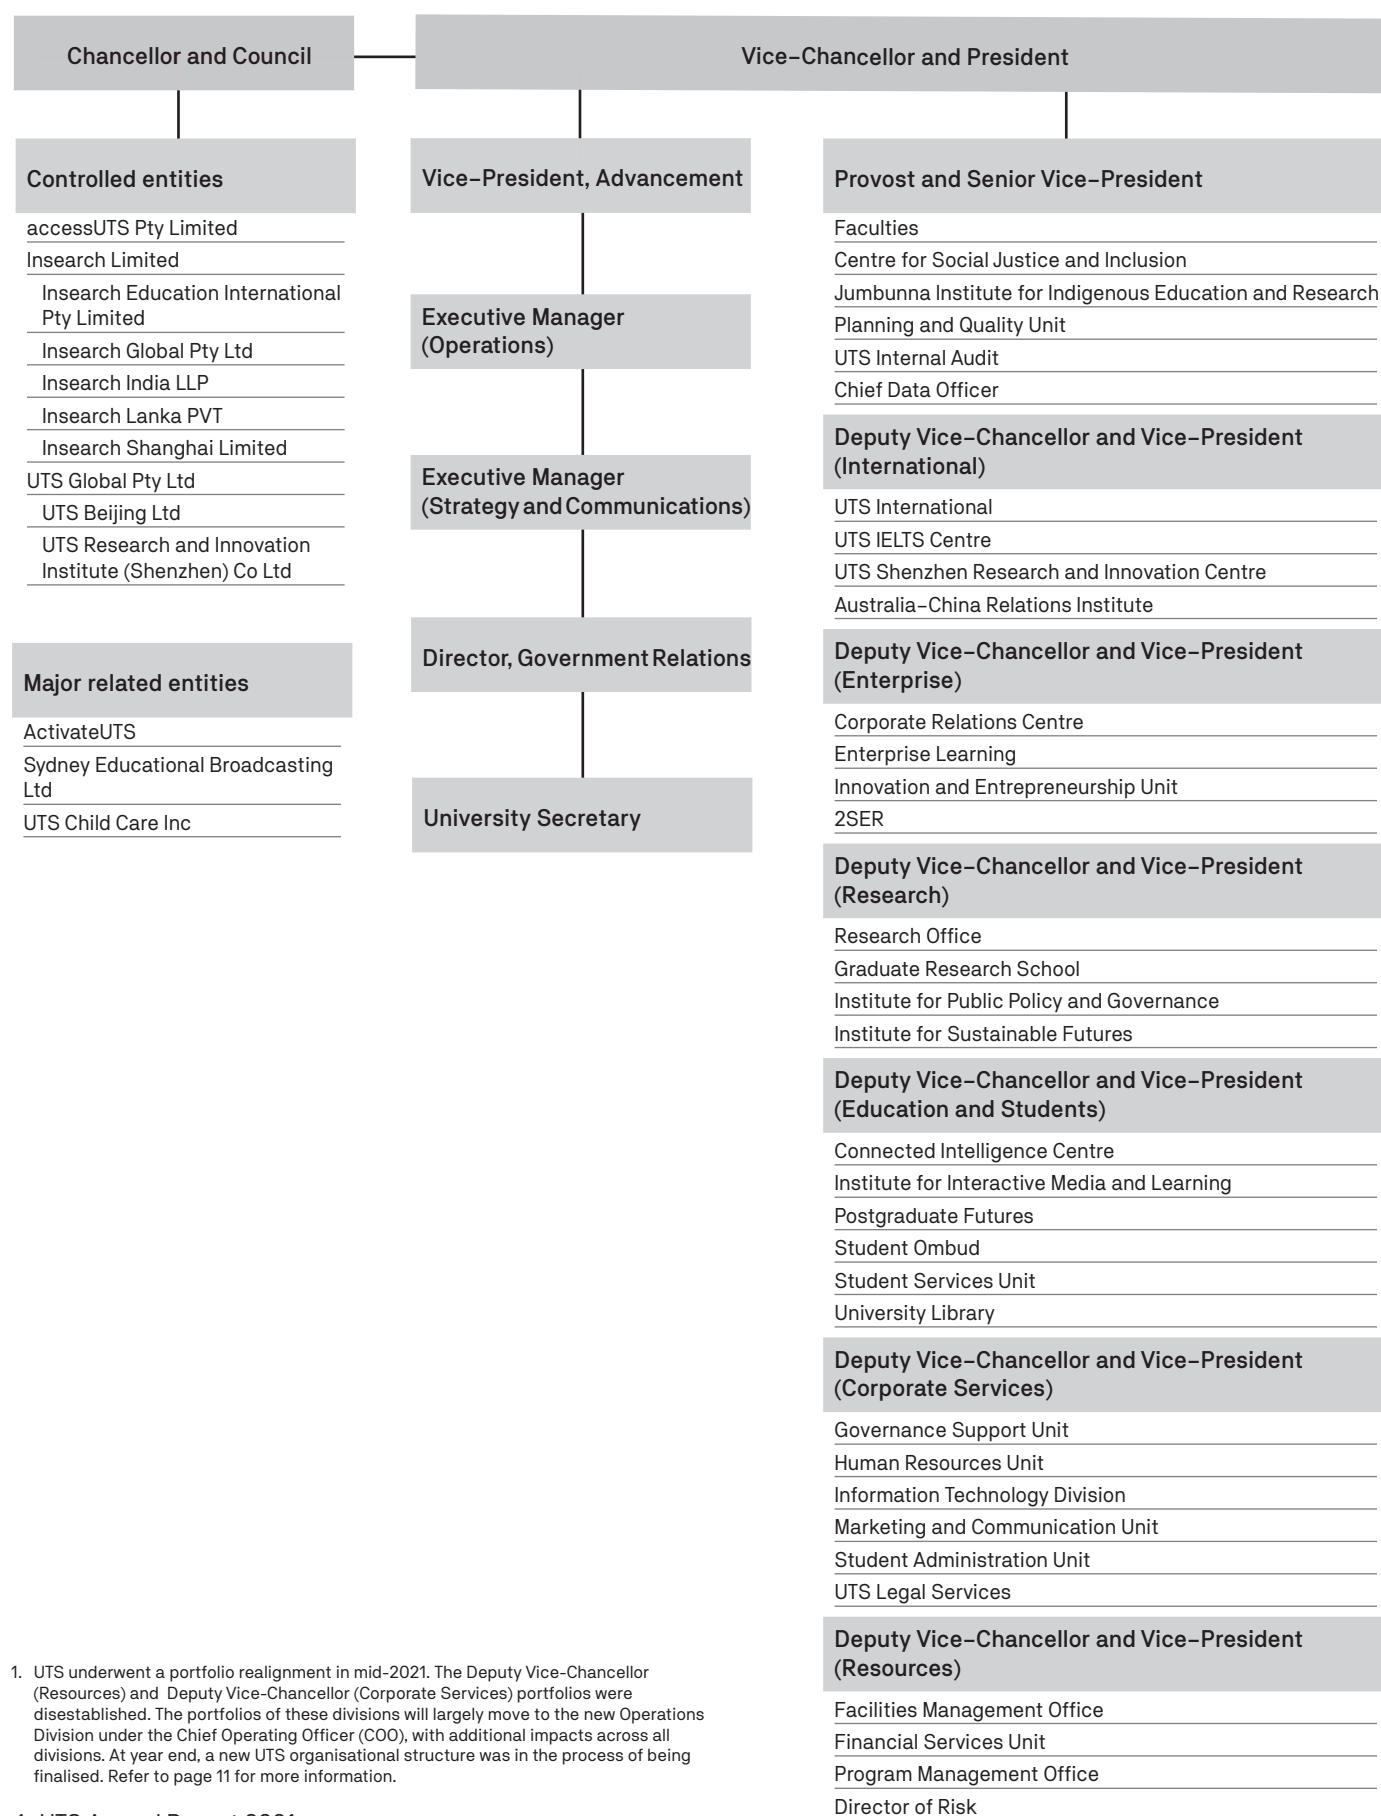 Chancellor and Council
Vice-Chancellor and President
Controlled entities
accessUTS Pty Limited
Insearch Limited
Insearch Education International
Pty Limited
Insearch Global Pty Ltd
Insearch India LLP
Insearch Lanka PVT
Insearch Shanghai Limited
UTS Global Pty Ltd
UTS Beijing Ltd
UTS Research and Innovation
Institute (Shenzhen) Co Ltd
Major related entities
ActivateUTS
Sydney Educational Broadcasting
Ltd
UTS Child Care Inc
Vice-President, Advancement
Executive Manager
(Operations)
Executive Manager
(Strategy and Communications)
Director, Government Relations
University Secretary
Provost and Senior Vice-President
Faculties
Centre for Social Justice and Inclusion
Jumbunna Institute for Indigenous Education and Research
Planning and Quality Unit
UTS Internal Audit
Chief Data Officer
Deputy Vice-Chancellor and Vice-President
(International)
UTS International
UTS IELTS Centre
UTS Shenzhen Research and Innovation Centre
Australia-China Relations Institute
Deputy Vice-Chancellor and Vice-President
(Enterprise)
Corporate Relations Centre
Enterprise Learning
Innovation and Entrepreneurship Unit
2SER
Deputy Vice-Chancellor and Vice-President
(Research)
Research Office
Graduate Research School
Institute for Public Policy and Governance
Institute for Sustainable Futures
Deputy Vice-Chancellor and Vice-President
(Education and Students)
Connected Intelligence Centre
Institute for Interactive Media and Learning
Postgraduate Futures
Student Ombud
Student Services Unit
University Library
Deputy Vice-Chancellor and Vice-President
(Corporate Services)
Governance Support Unit
Human Resources Unit
Information Technology Division
Marketing and Communication Unit
Student Administration Unit
UTS Legal Services
Deputy Vice-Chancellor and Vice-President
(Resources)
Facilities Management Office
Financial Services Unit
Program Management Office
Director of Risk
1. UTS underwent a portfolio realignment in mid-2021. The Deputy Vice-Chancellor
(Resources) and Deputy Vice-Chancellor (Corporate Services) portfolios were
disestablished. The portfolios of these divisions will largely move to the new Operations
Division under the Chief Operating Officer (COO), with additional impacts across all
divisions. At year end, a new UTS organisational structure was in the process of being
finalised. Refer to page 11 for more information.
UTS Annual Report 2021